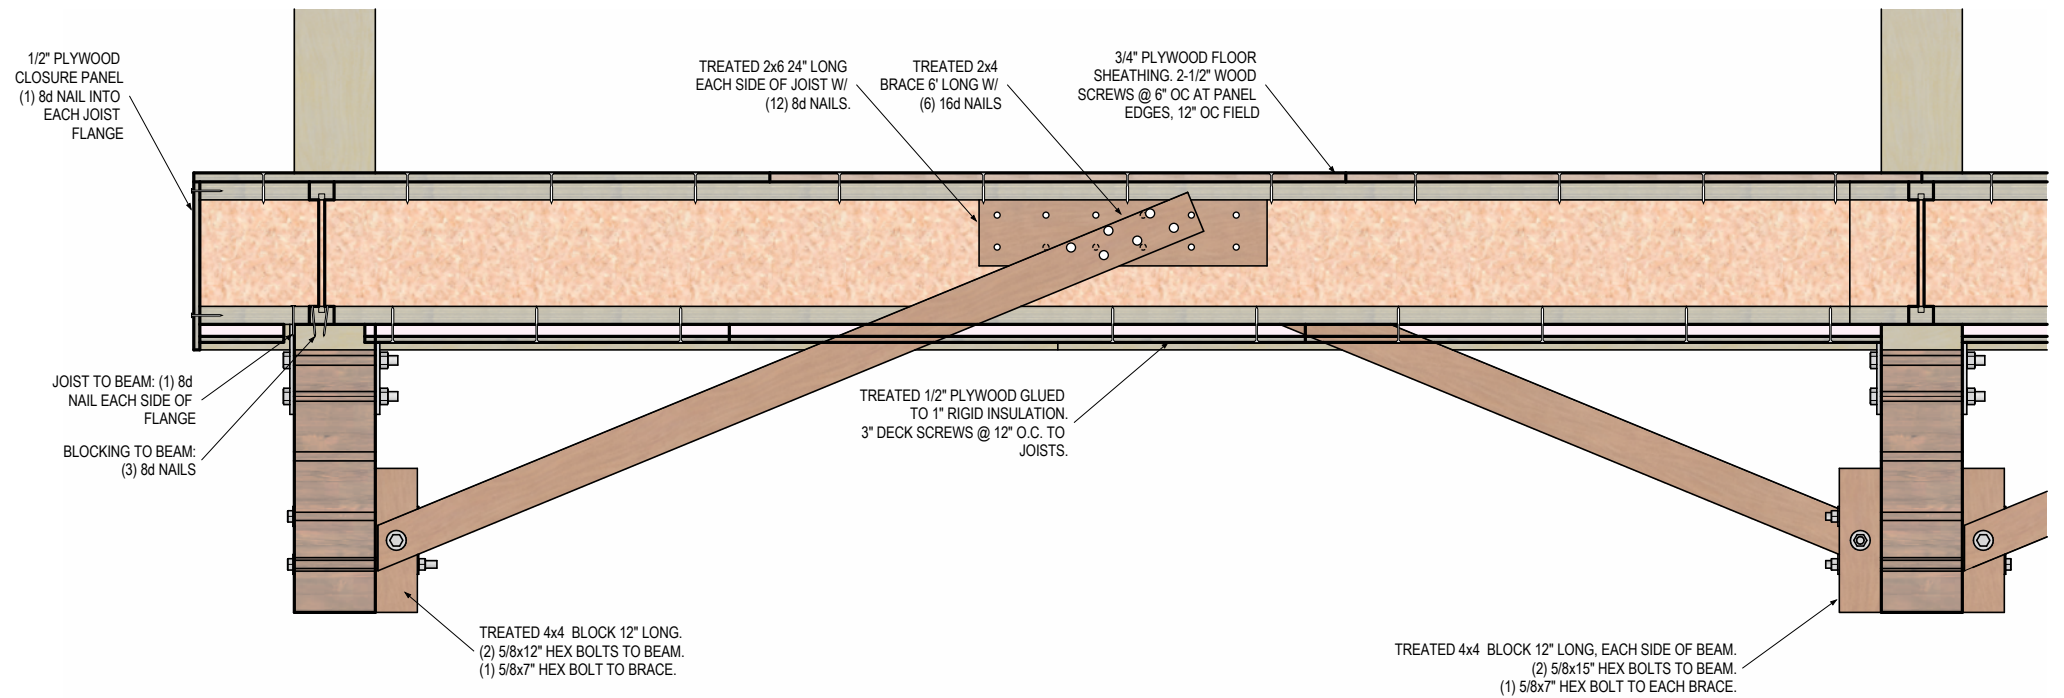 1/2" PLYWOOD
CLOSURE PANEL
(1) 8d NAIL INTO
EACH JOIST
FLANGE
TREATED 2x6 24" LONG
EACH SIDE OF JOIST W/
(12) 8d NAILS.
TREATED 2x4
BRACE 6' LONG W/
(6) 16d NAILS
3/4" PLYWOOD FLOOR
SHEATHING. 2-1/2" WOOD
SCREWS @ 6" OC AT PANEL
EDGES, 12" OC FIELD
JOIST TO BEAM: (1) 8d
NAIL EACH SIDE OF
FLANGE
BLOCKING TO BEAM:
(3) 8d NAILS
TREATED 1/2" PLYWOOD GLUED
TO 1" RIGID INSULATION.
3" DECK SCREWS @ 12" O.C. TO
JOISTS.
TREATED 4x4 BLOCK 12" LONG.
(2) 5/8x12" HEX BOLTS TO BEAM.
(1) 5/8x7" HEX BOLT TO BRACE.
TREATED 4x4 BLOCK 12" LONG, EACH SIDE OF BEAM.
(2) 5/8x15" HEX BOLTS TO BEAM.
(1) 5/8x7" HEX BOLT TO EACH BRACE.